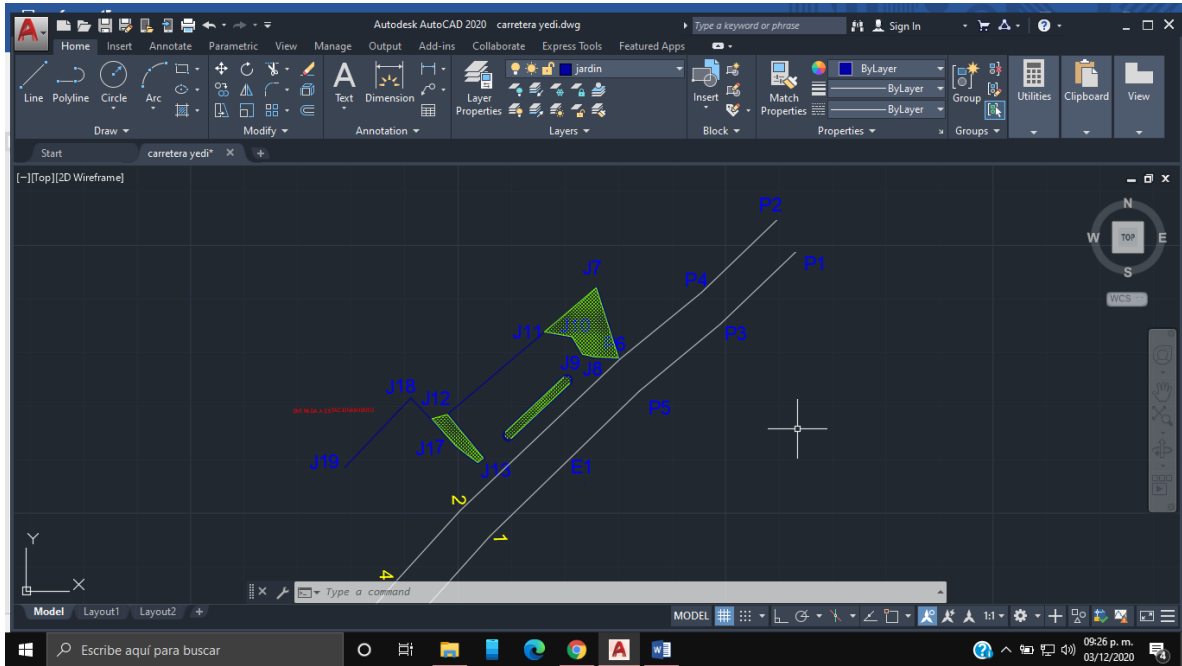 Autodesk AutoCAD 2020 carretera yedi.dwg
Type a keyword or phrase
Sign In
Home Insert Annotate Parametric View Manage Output Add-ins Collaborate Express Tools Featured Apps
Line Polyline Circle Arc
Text Dimension
Layer Properties
jardin
Insert
Match Properties
ByLayer
ByLayer
ByLayer
Group Utilities Clipboard View
Draw Modify Annotation Layers Block Properties Groups
Start carretera yedi* +
[-][Top][2D Wireframe]
N
W TOP E
S
WCS
P2
P1
J7
P4
J11
P3
J9 J8
J18
J12
P5
J17
J19
J13
E1
2
1
4
Y
X
Type a command
Model Layout1 Layout2 +
MODEL
1:1
Escribe aquí para buscar
09:26 p. m.
03/12/2020
4